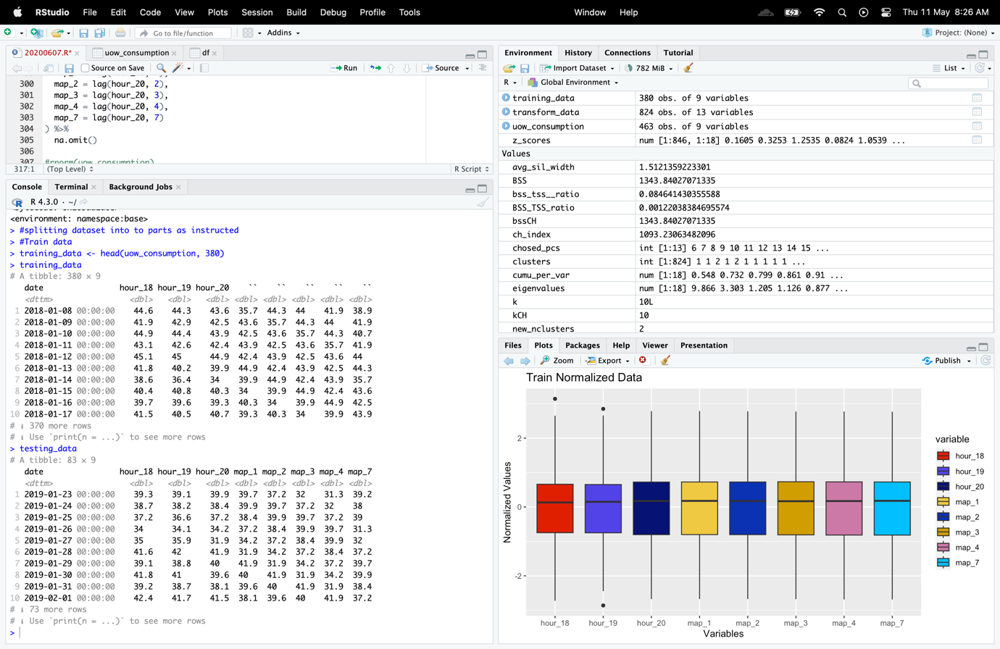 RStudio File Edit Code View Plots Session Build Debug Profile Tools Window Help Thu 11 May 8:26 AM
Go to file/function Addins Project: (None)
20200607.R* uow_consumption df
Source on Save Run Source
300 map_2 = lag(hour_20, 2),
301 map_3 = lag(hour_20, 3),
302 map_4 = lag(hour_20, 4),
303 map_7 = lag(hour_20, 7)
304 ) %>%
305 na.omit()
306
307 #rnorm(uow_consumption)
317:1 (Top Level) R Script
Console Terminal Background Jobs
R 4.3.0 · ~/
<environment: namespace:base>
> #splitting dataset into to parts as instructed
> #Train data
> training_data <- head(uow_consumption, 380)
> training_data
# A tibble: 380 × 9
date hour_18 hour_19 hour_20 `` `` `` `` ``
<dttm> <dbl> <dbl> <dbl> <dbl> <dbl> <dbl> <dbl> <dbl>
1 2018-01-08 00:00:00 44.6 44.3 43.6 35.7 44.3 44 41.9 38.9
2 2018-01-09 00:00:00 41.9 42.9 42.5 43.6 35.7 44.3 44 41.9
3 2018-01-10 00:00:00 44.9 44.4 43.9 42.5 43.6 35.7 44.3 40.7
4 2018-01-11 00:00:00 43.1 42.6 42.4 43.9 42.5 43.6 35.7 41.9
5 2018-01-12 00:00:00 45.1 45 44.9 42.4 43.9 42.5 43.6 44
6 2018-01-13 00:00:00 41.8 40.2 39.9 44.9 42.4 43.9 42.5 44.3
7 2018-01-14 00:00:00 38.6 36.4 34 39.9 44.9 42.4 43.9 35.7
8 2018-01-15 00:00:00 40.4 40.8 40.3 34 39.9 44.9 42.4 43.6
9 2018-01-16 00:00:00 39.7 39.6 39.3 40.3 34 39.9 44.9 42.5
10 2018-01-17 00:00:00 41.5 40.5 40.7 39.3 40.3 34 39.9 43.9
# ℹ 370 more rows
# ℹ Use `print(n = ...)` to see more rows
> testing_data
# A tibble: 83 × 9
date hour_18 hour_19 hour_20 map_1 map_2 map_3 map_4 map_7
<dttm> <dbl> <dbl> <dbl> <dbl> <dbl> <dbl> <dbl> <dbl>
1 2019-01-23 00:00:00 39.3 39.1 39.9 39.7 37.2 32 31.3 39.2
2 2019-01-24 00:00:00 38.7 38.2 38.4 39.9 39.7 37.2 32 38
3 2019-01-25 00:00:00 37.2 36.6 37.2 38.4 39.9 39.7 37.2 39
4 2019-01-26 00:00:00 34 34.1 34.2 37.2 38.4 39.9 39.7 31.3
5 2019-01-27 00:00:00 35 35.9 31.9 34.2 37.2 38.4 39.9 32
6 2019-01-28 00:00:00 41.6 42 41.9 31.9 34.2 37.2 38.4 37.2
7 2019-01-29 00:00:00 39.1 38.8 40 41.9 31.9 34.2 37.2 39.7
8 2019-01-30 00:00:00 41.8 41 39.6 40 41.9 31.9 34.2 39.9
9 2019-01-31 00:00:00 39.2 38.7 38.1 39.6 40 41.9 31.9 38.4
10 2019-02-01 00:00:00 42.4 41.7 41.5 38.1 39.6 40 41.9 37.2
# ℹ 73 more rows
# ℹ Use `print(n = ...)` to see more rows
>
Environment History Connections Tutorial
Import Dataset 782 MiB List
R Global Environment
training_data 380 obs. of 9 variables
transform_data 824 obs. of 13 variables
uow_consumption 463 obs. of 9 variables
z_scores num [1:846, 1:18] 0.1605 0.3253 1.2535 0.0824 1.0539 ...
Values
avg_sil_width 1.5121359223301
BSS 1343.84027071335
bss_tss__ratio 0.084641430355588
BSS_TSS_ratio 0.00122038384695574
bssCH 1343.84027071335
ch_index 1093.23063482096
chosed_pcs int [1:13] 6 7 8 9 10 11 12 13 14 15 ...
clusters int [1:824] 1 1 2 1 2 1 1 1 1 1 ...
cumu_per_var num [1:18] 0.548 0.732 0.799 0.861 0.91 ...
eigenvalues num [1:18] 9.866 3.303 1.205 1.126 0.877 ...
k 10L
kCH 10
new_nclusters 2
Files Plots Packages Help Viewer Presentation
Zoom Export Publish
Train Normalized Data
Normalized Values
2
0
-2
hour_18 hour_19 hour_20 map_1 map_2 map_3 map_4 map_7
Variables
variable
hour_18
hour_19
hour_20
map_1
map_2
map_3
map_4
map_7